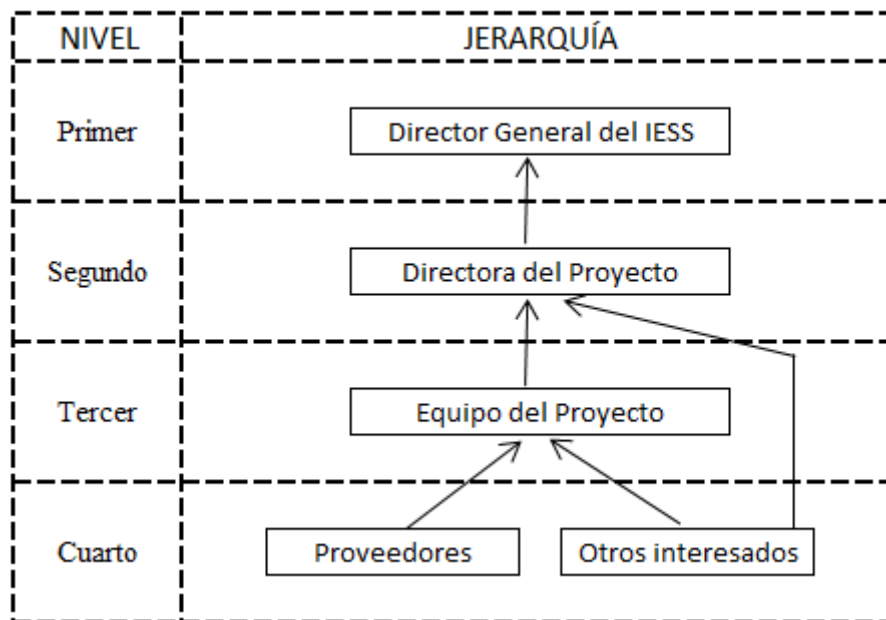 NIVEL JERARQUÍA
Primer Director General del IESS
Segundo Directora del Proyecto
Tercer Equipo del Proyecto
Cuarto Proveedores Otros interesados